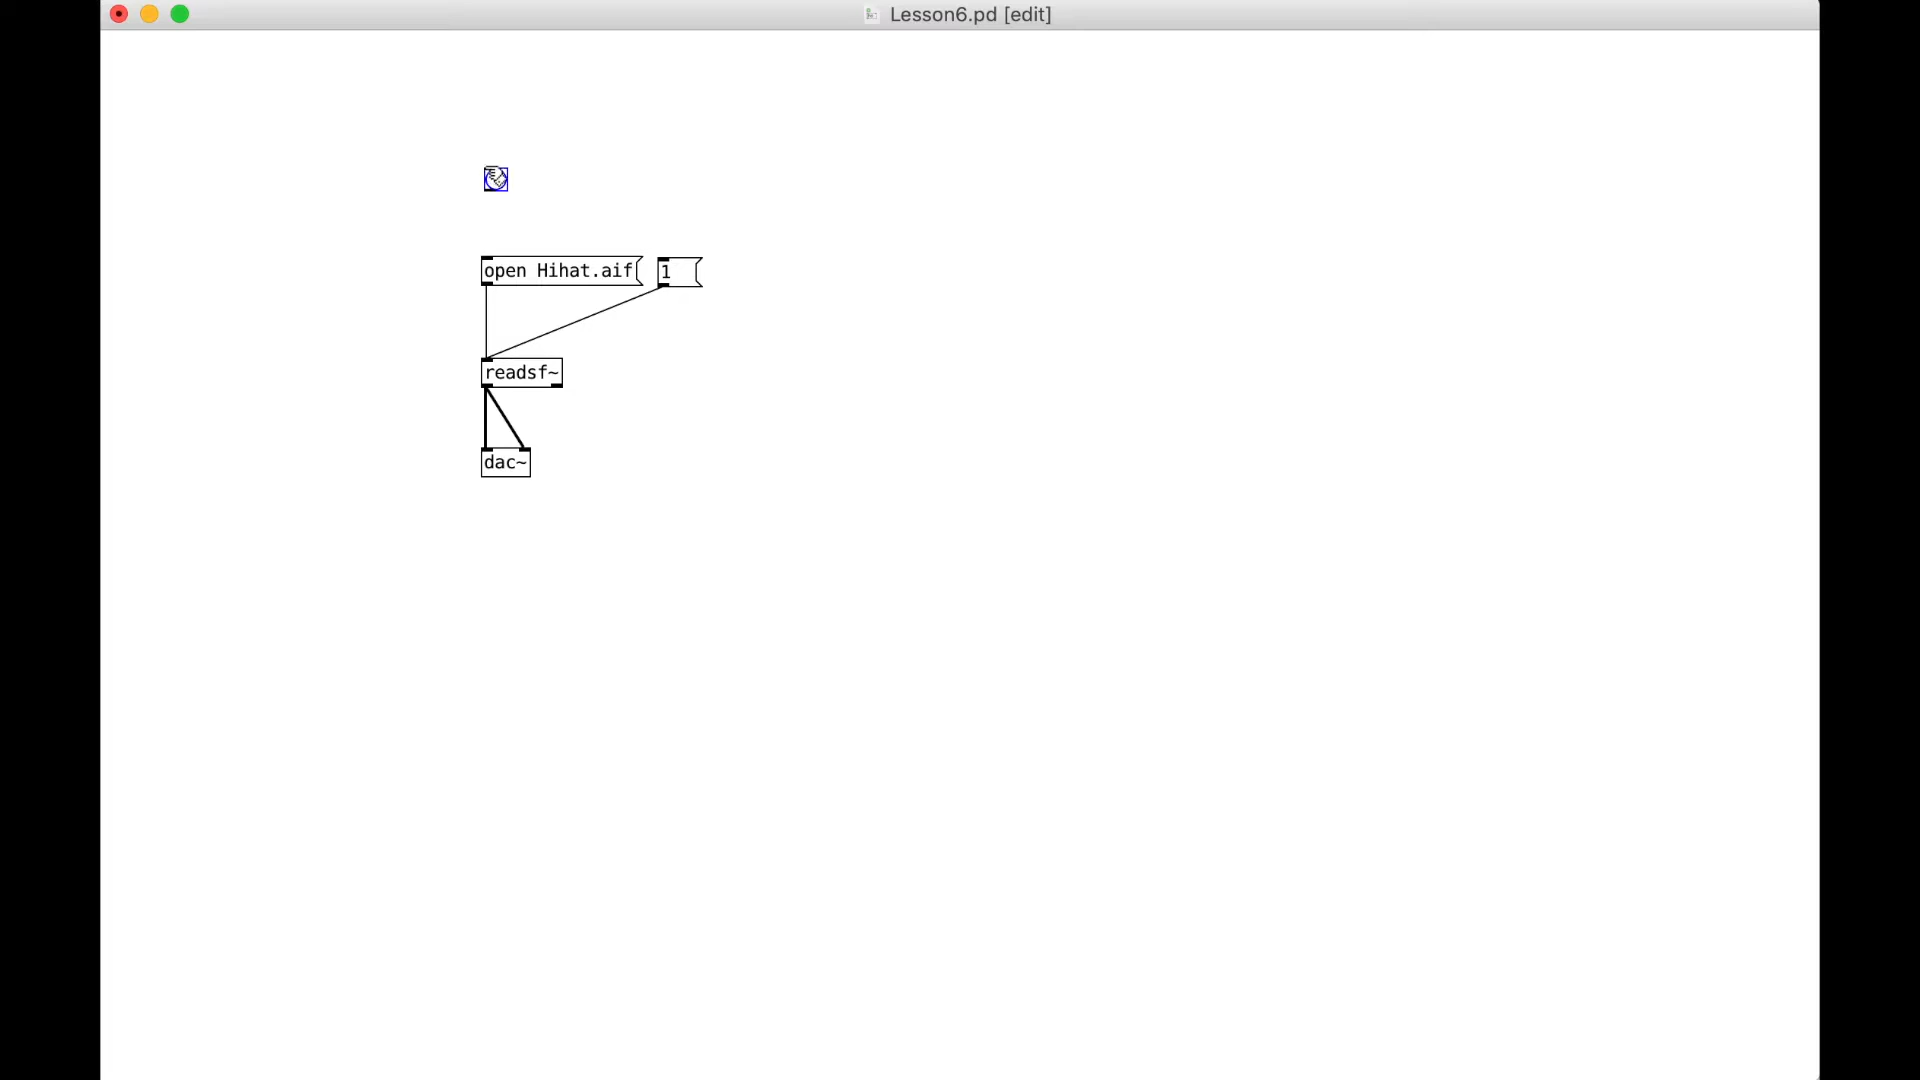 Lesson6.pd [edit]
open Hihat.aif
1
readsf~
dac~